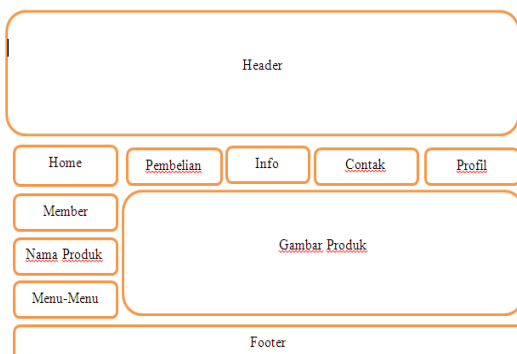 Header
Home
Pembelian
Info
Contak
Profil
Member
Nama Produk
Menu-Menu
Gambar Produk
Footer